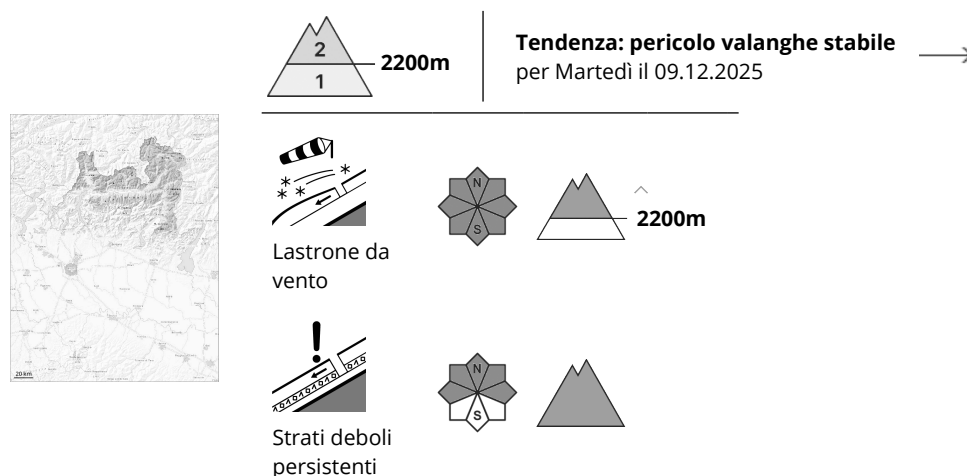 2
2200m
1
Tendenza: pericolo valanghe stabile
per Martedì il 09.12.2025
N
S
2200m
Lastrone da
vento
20 km
N
S
Strati deboli
persistenti